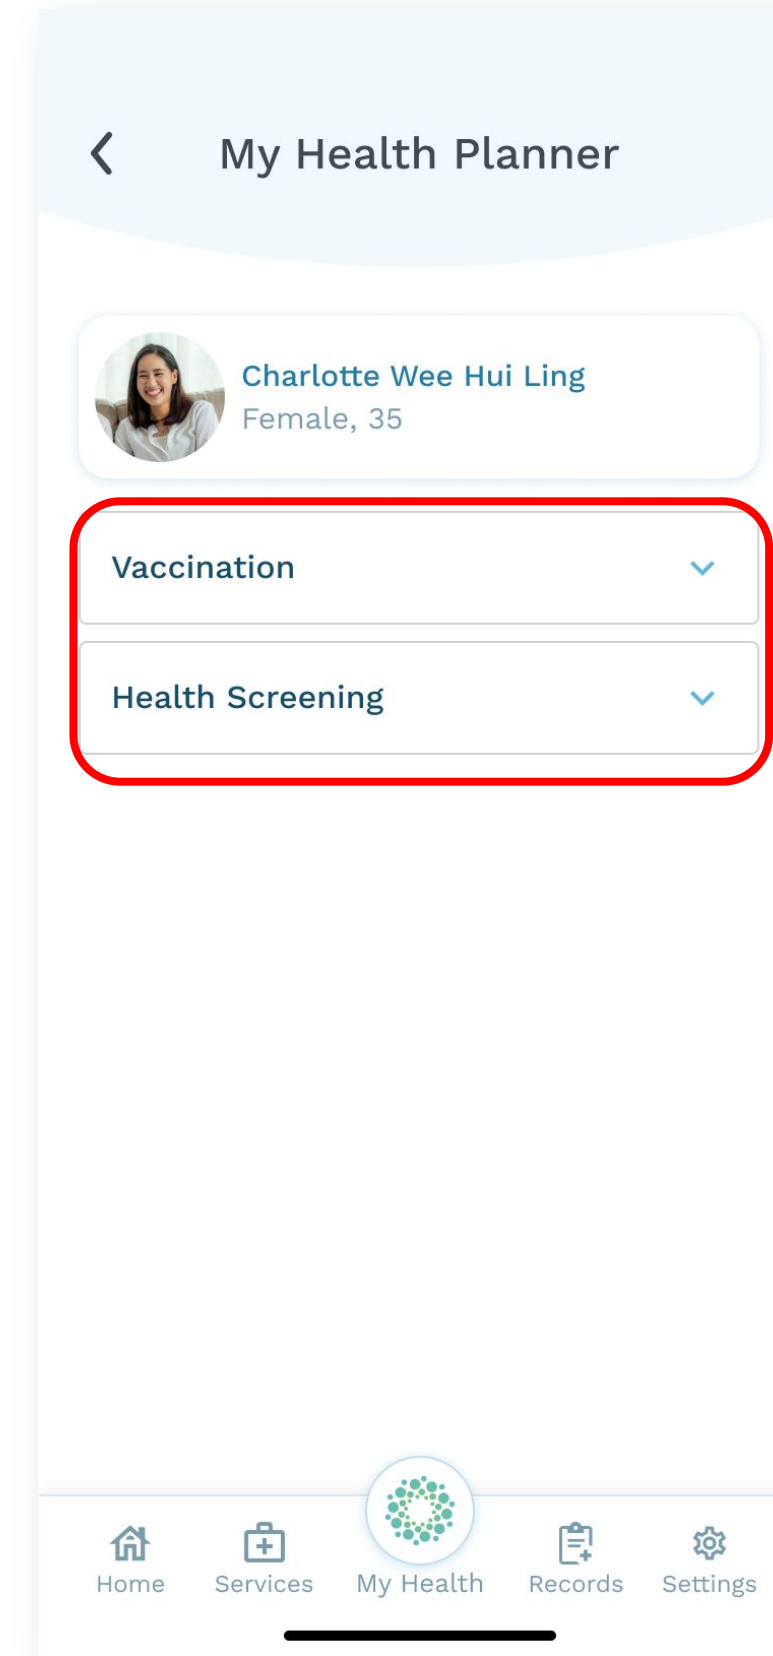 My Health Planner
Charlotte Wee Hui Ling
Female, 35
Vaccination
Health Screening
Home
Services
My Health
Records
Settings